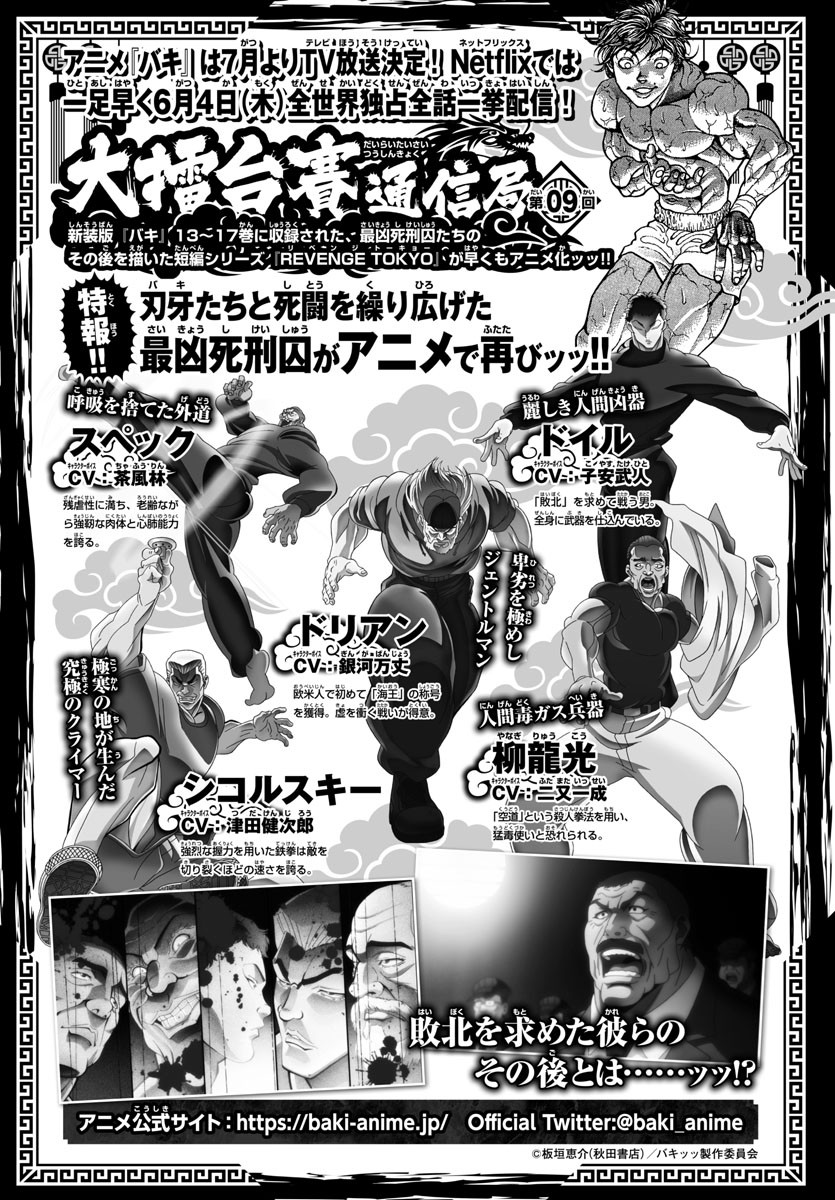 アニメ『バキ』は7月よりTV放送決定！Netflixでは
一足早く6月4日(木)全世界独占全話一挙配信！
大擂台賽通信局 第09回
新装版『バキ』13〜17巻に収録された、最凶死刑囚たちの
その後を描いた短編シリーズ『REVENGE TOKYO』が早くもアニメ化ッッ!!
特報!!
刃牙たちと死闘を繰り広げた
最凶死刑囚がアニメで再びッッ!!
呼吸を捨てた外道
スペック
CV-：茶風林
残虐性に満ち、老齢なが
ら強靭な肉体と心肺能力
を誇る。
麗しき人間凶器
ドイル
CV-：子安武人
「敗北」を求めて戦う男。
全身に武器を仕込んでいる。
卑劣を極めし
ジェントルマン
ドリアン
CV-：銀河万丈
欧米人で初めて「海王」の称号
を獲得。虚を衝く戦いが得意。
極寒の地が生んだ
究極のクライマー
シコルスキー
CV-：津田健次郎
強烈な握力を用いた鉄拳は敵を
切り裂くほどの速さを誇る。
人間毒ガス兵器
柳龍光
CV-：二又一成
「空道」という殺人拳法を用い、
猛毒使いと恐れられる。
敗北を求めた彼らの
その後とは……ッッ!?
アニメ公式サイト：https://baki-anime.jp/ Official Twitter:@baki_anime
©板垣恵介(秋田書店)／バキッッ製作委員会